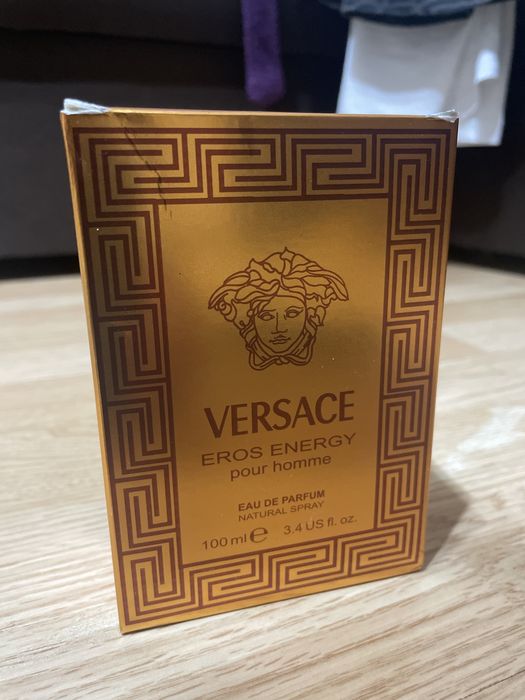 VERSACE
EROS ENERGY
pour homme
EAU DE PARFUM
NATURAL SPRAY
100 ml e 3.4 US fl. oz.